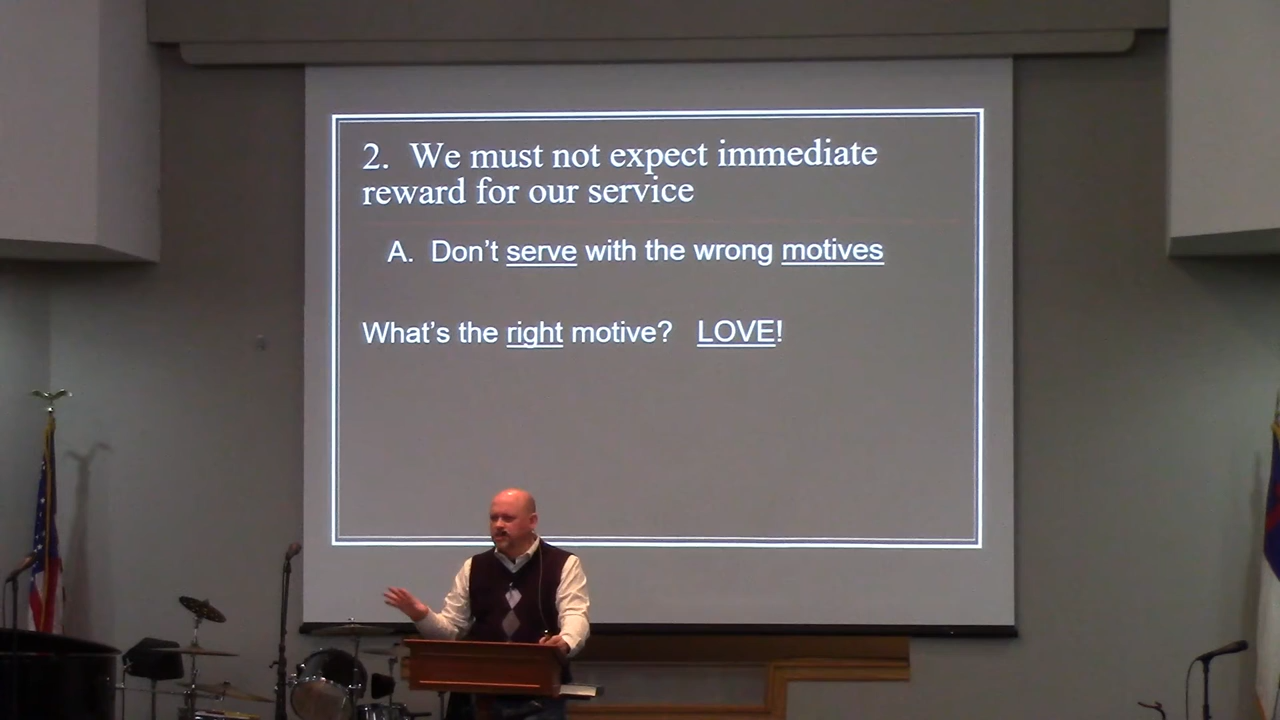 2. We must not expect immediate
reward for our service
A. Don’t serve with the wrong motives
What’s the right motive? LOVE!